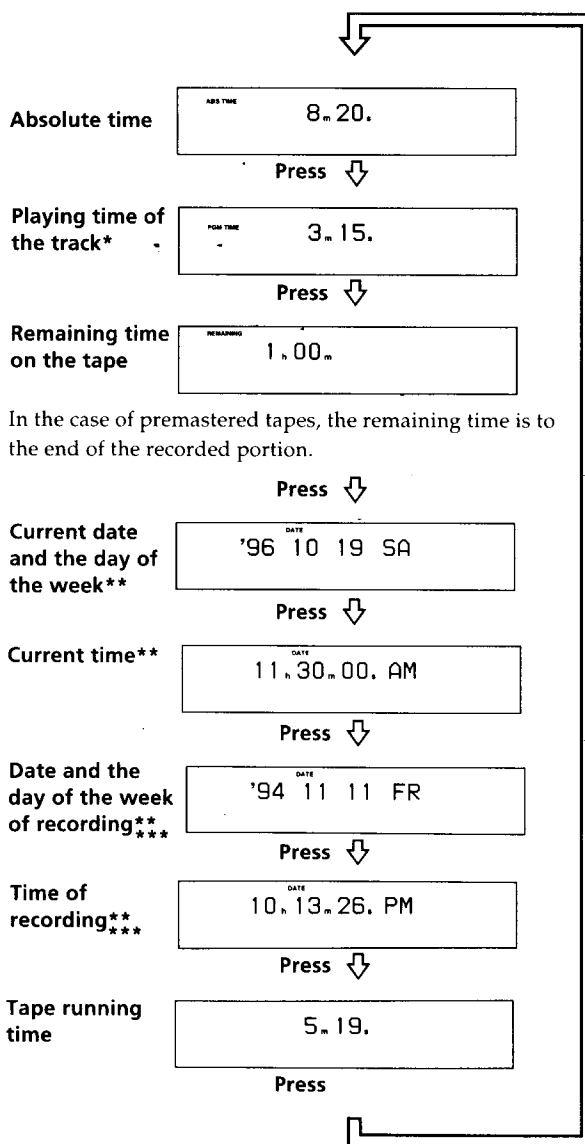 Absolute time
ABS TIME
8m20s
Press
Playing time of
the track*
PGM TIME
3m15s
Press
Remaining time
on the tape
REMAINING
1h00m
In the case of premastered tapes, the remaining time is to
the end of the recorded portion.
Press
Current date
and the day of
the week**
DATE
'96 10 19 SA
Press
Current time**
DATE
11h30m00s AM
Press
Date and the
day of the week
of recording**
***
DATE
'94 11 11 FR
Press
Time of
recording**
***
DATE
10h13m26s PM
Press
Tape running
time
5m19s
Press